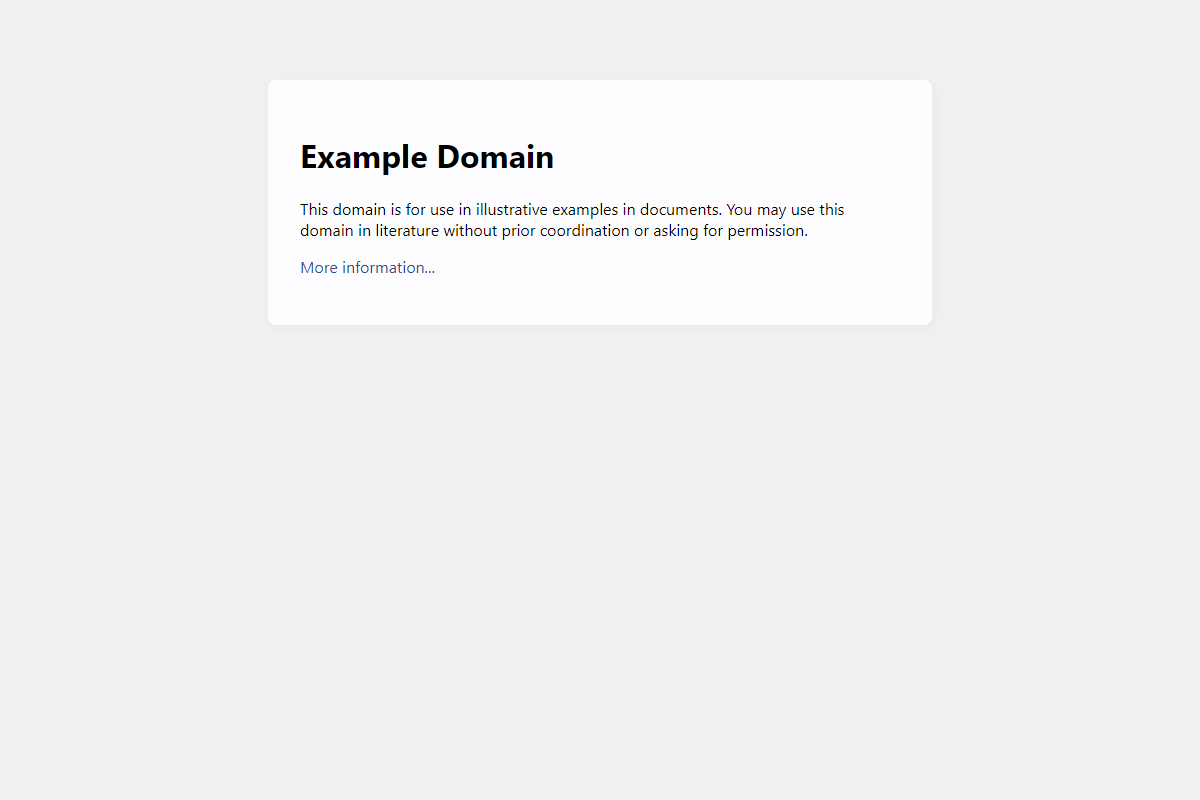 Example Domain
This domain is for use in illustrative examples in documents. You may use this
domain in literature without prior coordination or asking for permission.
More information...